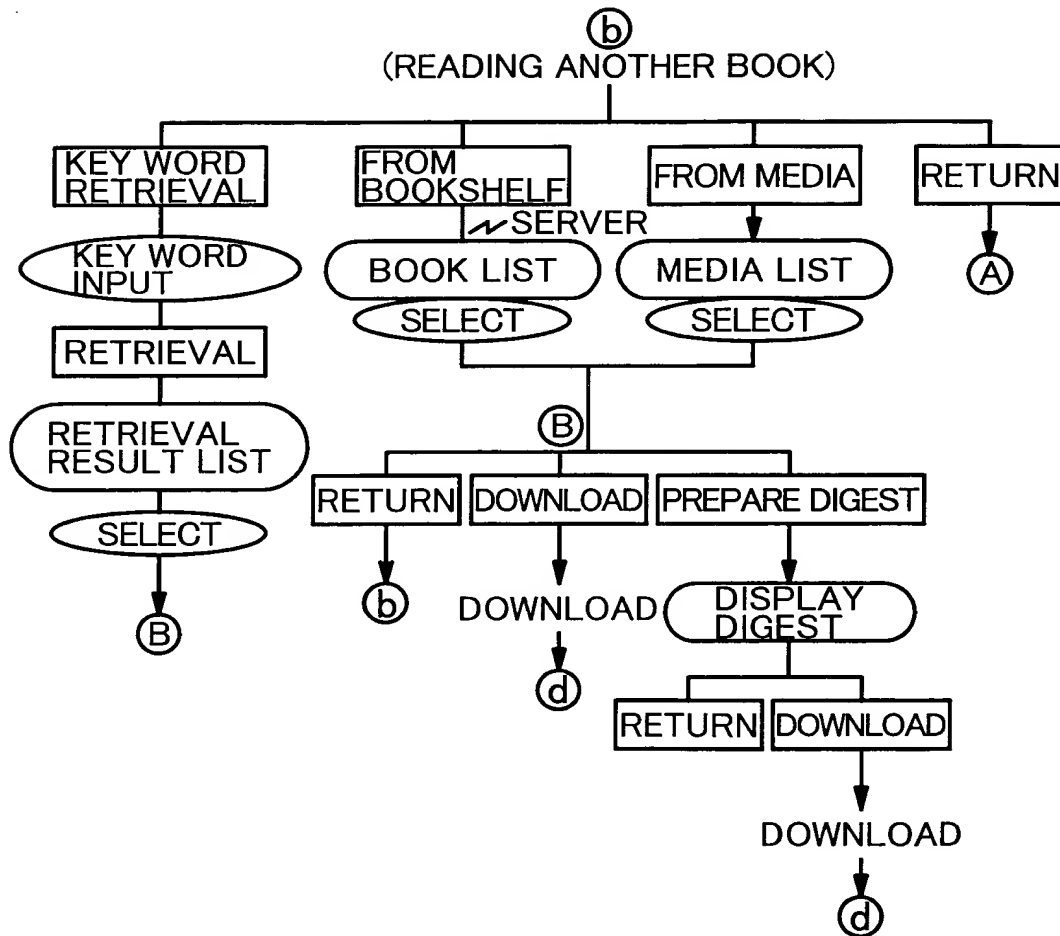 b
(READING ANOTHER BOOK)
KEY WORD
RETRIEVAL
FROM
BOOKSHELF
FROM MEDIA
RETURN
SERVER
KEY WORD
INPUT
BOOK LIST
MEDIA LIST
A
SELECT
SELECT
RETRIEVAL
RETRIEVAL
RESULT LIST
B
RETURN
DOWNLOAD
PREPARE DIGEST
SELECT
B
b
DOWNLOAD
DISPLAY
DIGEST
d
RETURN
DOWNLOAD
DOWNLOAD
d